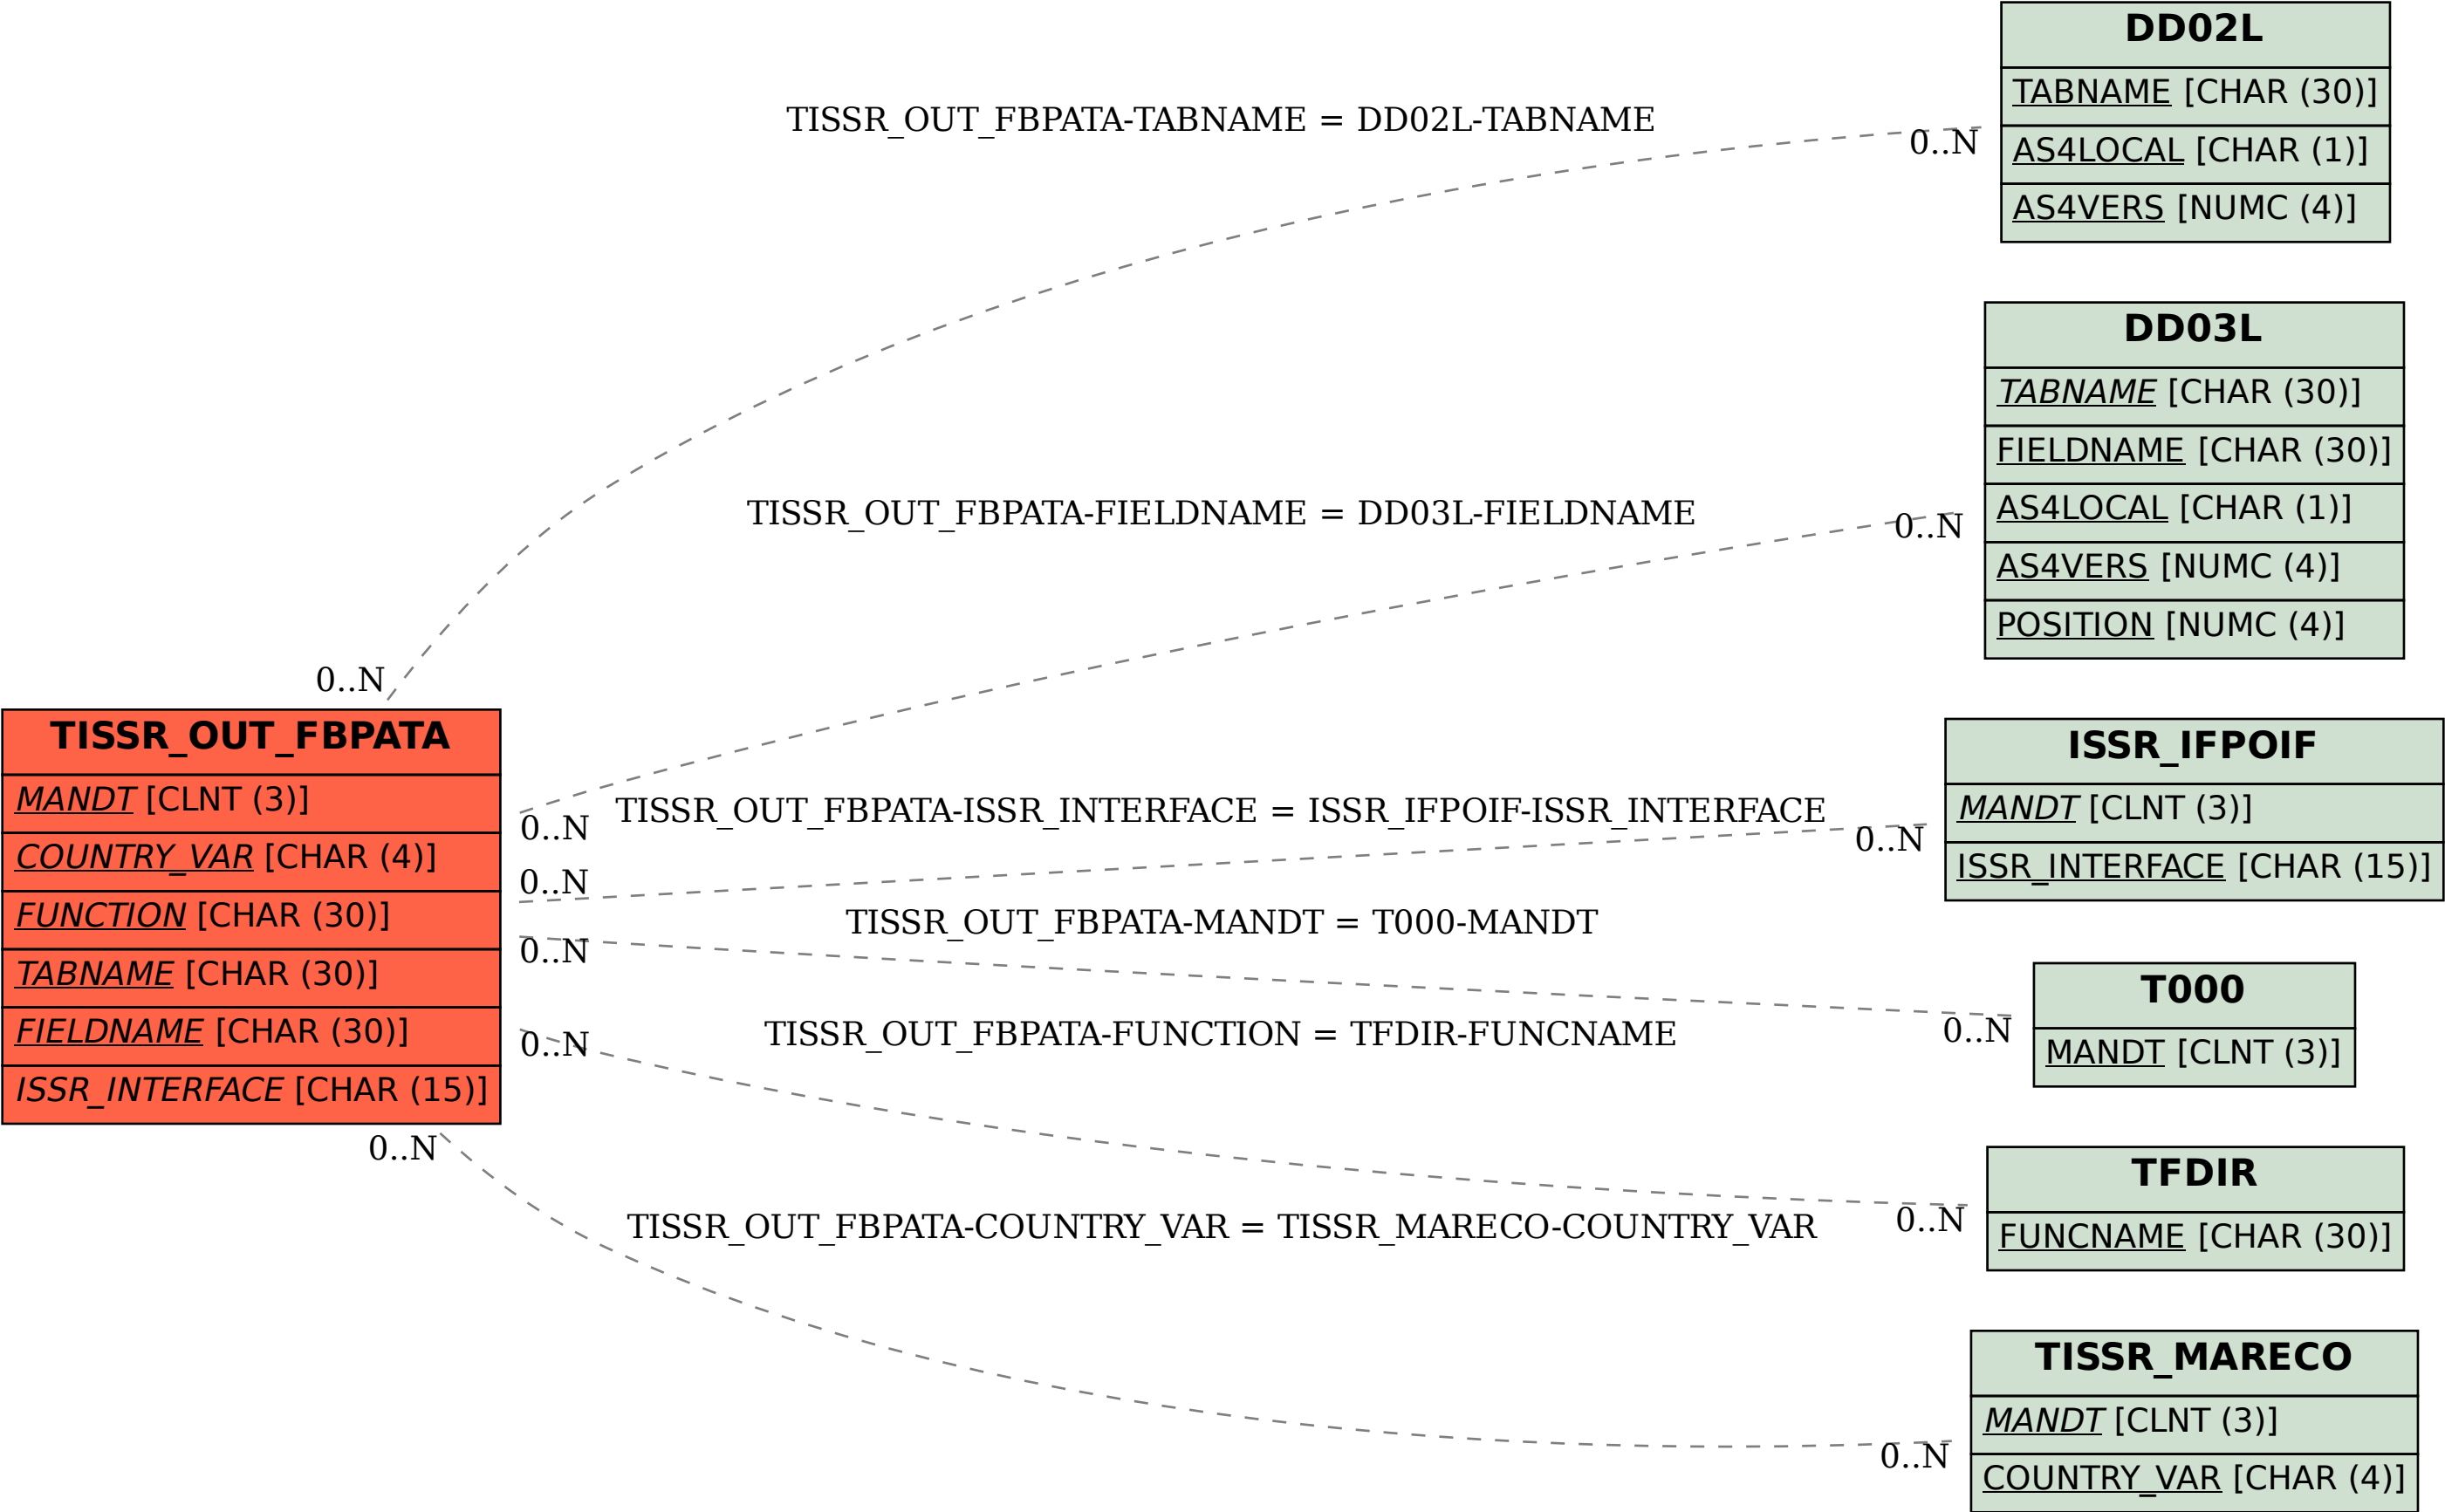 DD02L
TABNAME [CHAR (30)]
AS4LOCAL [CHAR (1)]
AS4VERS [NUMC (4)]
TISSR_OUT_FBPATA-TABNAME = DD02L-TABNAME
0..N
0..N
DD03L
TABNAME [CHAR (30)]
FIELDNAME [CHAR (30)]
AS4LOCAL [CHAR (1)]
AS4VERS [NUMC (4)]
POSITION [NUMC (4)]
TISSR_OUT_FBPATA-FIELDNAME = DD03L-FIELDNAME
0..N
0..N
TISSR_OUT_FBPATA
MANDT [CLNT (3)]
COUNTRY_VAR [CHAR (4)]
FUNCTION [CHAR (30)]
TABNAME [CHAR (30)]
FIELDNAME [CHAR (30)]
ISSR_INTERFACE [CHAR (15)]
TISSR_OUT_FBPATA-ISSR_INTERFACE = ISSR_IFPOIF-ISSR_INTERFACE
0..N
0..N
ISSR_IFPOIF
MANDT [CLNT (3)]
ISSR_INTERFACE [CHAR (15)]
TISSR_OUT_FBPATA-MANDT = T000-MANDT
0..N
0..N
T000
MANDT [CLNT (3)]
TISSR_OUT_FBPATA-FUNCTION = TFDIR-FUNCNAME
0..N
0..N
TFDIR
FUNCNAME [CHAR (30)]
TISSR_OUT_FBPATA-COUNTRY_VAR = TISSR_MARECO-COUNTRY_VAR
0..N
0..N
TISSR_MARECO
MANDT [CLNT (3)]
COUNTRY_VAR [CHAR (4)]